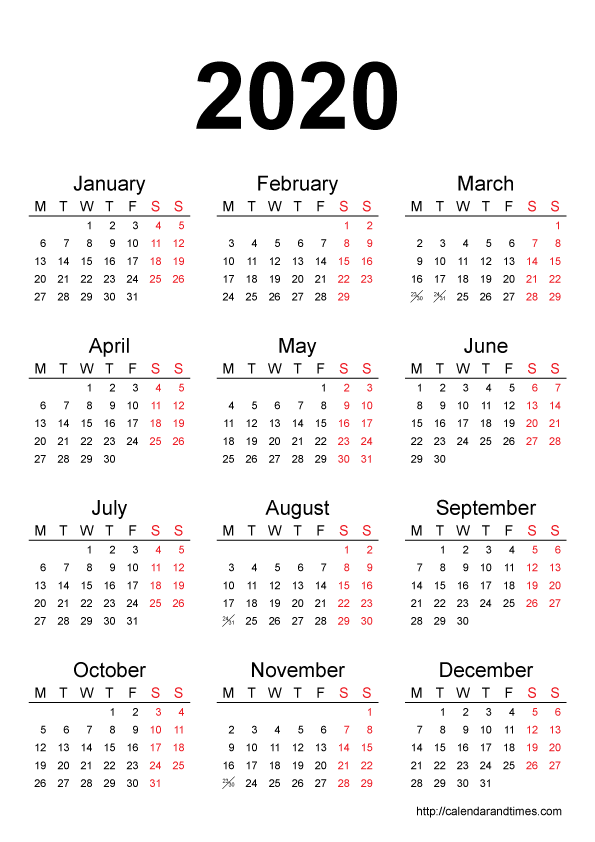 2020
January February March
M T W T F S S M T W T F S S M T W T F S S
1 2 3 4 5 1 2 1
6 7 8 9 10 11 12 3 4 5 6 7 8 9 2 3 4 5 6 7 8
13 14 15 16 17 18 19 10 11 12 13 14 15 16 9 10 11 12 13 14 15
20 21 22 23 24 25 26 17 18 19 20 21 22 23 16 17 18 19 20 21 22
27 28 29 30 31 24 25 26 27 28 29 23/30 24/31 25 26 27 28 29
April May June
M T W T F S S M T W T F S S M T W T F S S
1 2 3 4 5 1 2 3 1 2 3 4 5 6 7
6 7 8 9 10 11 12 4 5 6 7 8 9 10 8 9 10 11 12 13 14
13 14 15 16 17 18 19 11 12 13 14 15 16 17 15 16 17 18 19 20 21
20 21 22 23 24 25 26 18 19 20 21 22 23 24 22 23 24 25 26 27 28
27 28 29 30 25 26 27 28 29 30 31 29 30
July August September
M T W T F S S M T W T F S S M T W T F S S
1 2 3 4 5 1 2 1 2 3 4 5 6
6 7 8 9 10 11 12 3 4 5 6 7 8 9 7 8 9 10 11 12 13
13 14 15 16 17 18 19 10 11 12 13 14 15 16 14 15 16 17 18 19 20
20 21 22 23 24 25 26 17 18 19 20 21 22 23 21 22 23 24 25 26 27
27 28 29 30 31 24/31 25 26 27 28 29 30 28 29 30
October November December
M T W T F S S M T W T F S S M T W T F S S
1 2 3 4 1 1 2 3 4 5 6
5 6 7 8 9 10 11 2 3 4 5 6 7 8 7 8 9 10 11 12 13
12 13 14 15 16 17 18 9 10 11 12 13 14 15 14 15 16 17 18 19 20
19 20 21 22 23 24 25 16 17 18 19 20 21 22 21 22 23 24 25 26 27
26 27 28 29 30 31 23/30 24 25 26 27 28 29 28 29 30 31
http://calendarandtimes.com